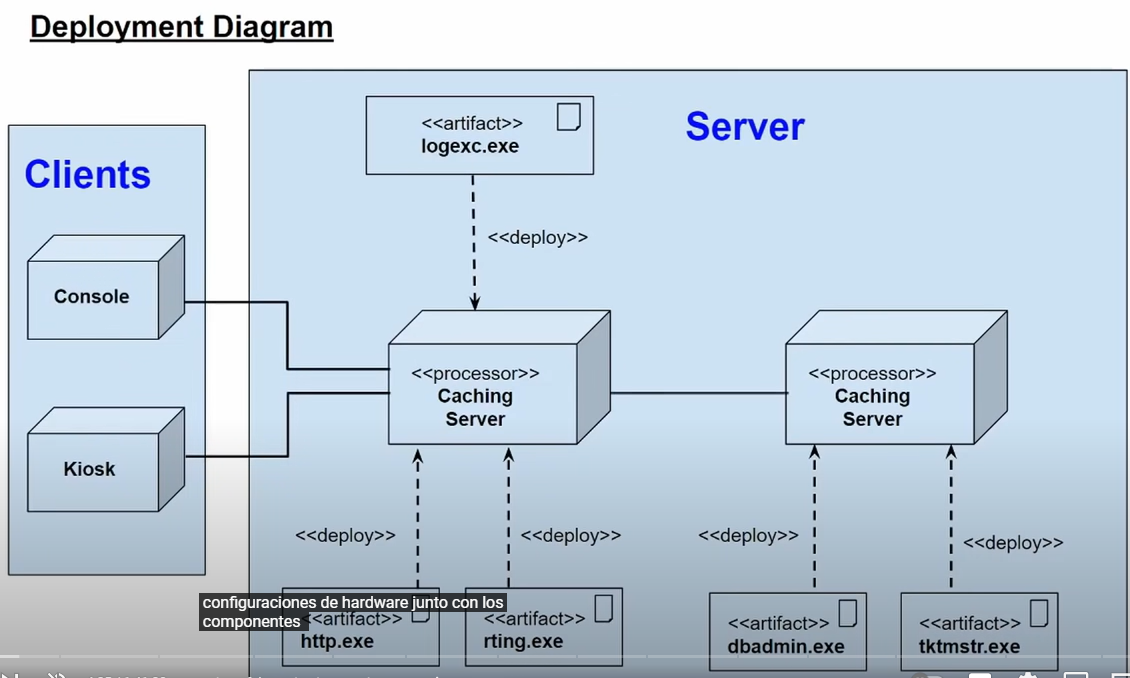 Deployment Diagram
Clients
Server
<<artifact>>
logexc.exe
<<deploy>>
Console
Kiosk
<<processor>>
Caching
Server
<<processor>>
Caching
Server
<<deploy>>
<<deploy>>
<<deploy>>
<<deploy>>
<<artifact>>
http.exe
<<artifact>>
rting.exe
<<artifact>>
dbadmin.exe
<<artifact>>
tktmstr.exe
configuraciones de hardware junto con los
componentes